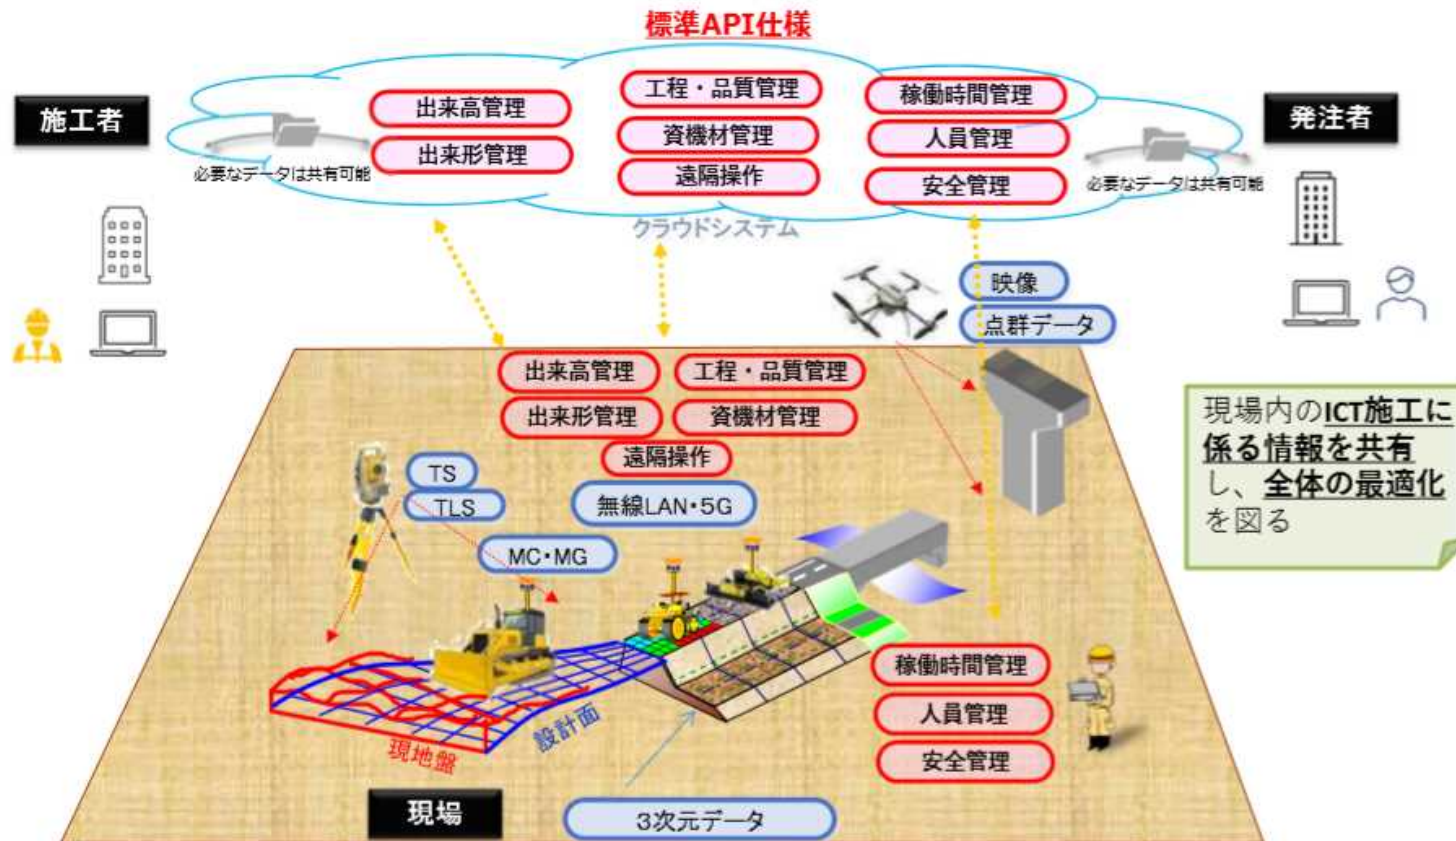 標準API仕様
施工者
発注者
出来高管理
出来形管理
工程・品質管理
資機材管理
遠隔操作
稼働時間管理
人員管理
安全管理
必要なデータは共有可能
必要なデータは共有可能
クラウドシステム
映像
点群データ
出来高管理
工程・品質管理
出来形管理
資機材管理
遠隔操作
無線LAN・5G
TS
TLS
MC・MG
現場内のICT施工に
係る情報を共有
し、全体の最適化
を図る
稼働時間管理
人員管理
安全管理
設計面
現地盤
現場
3次元データ